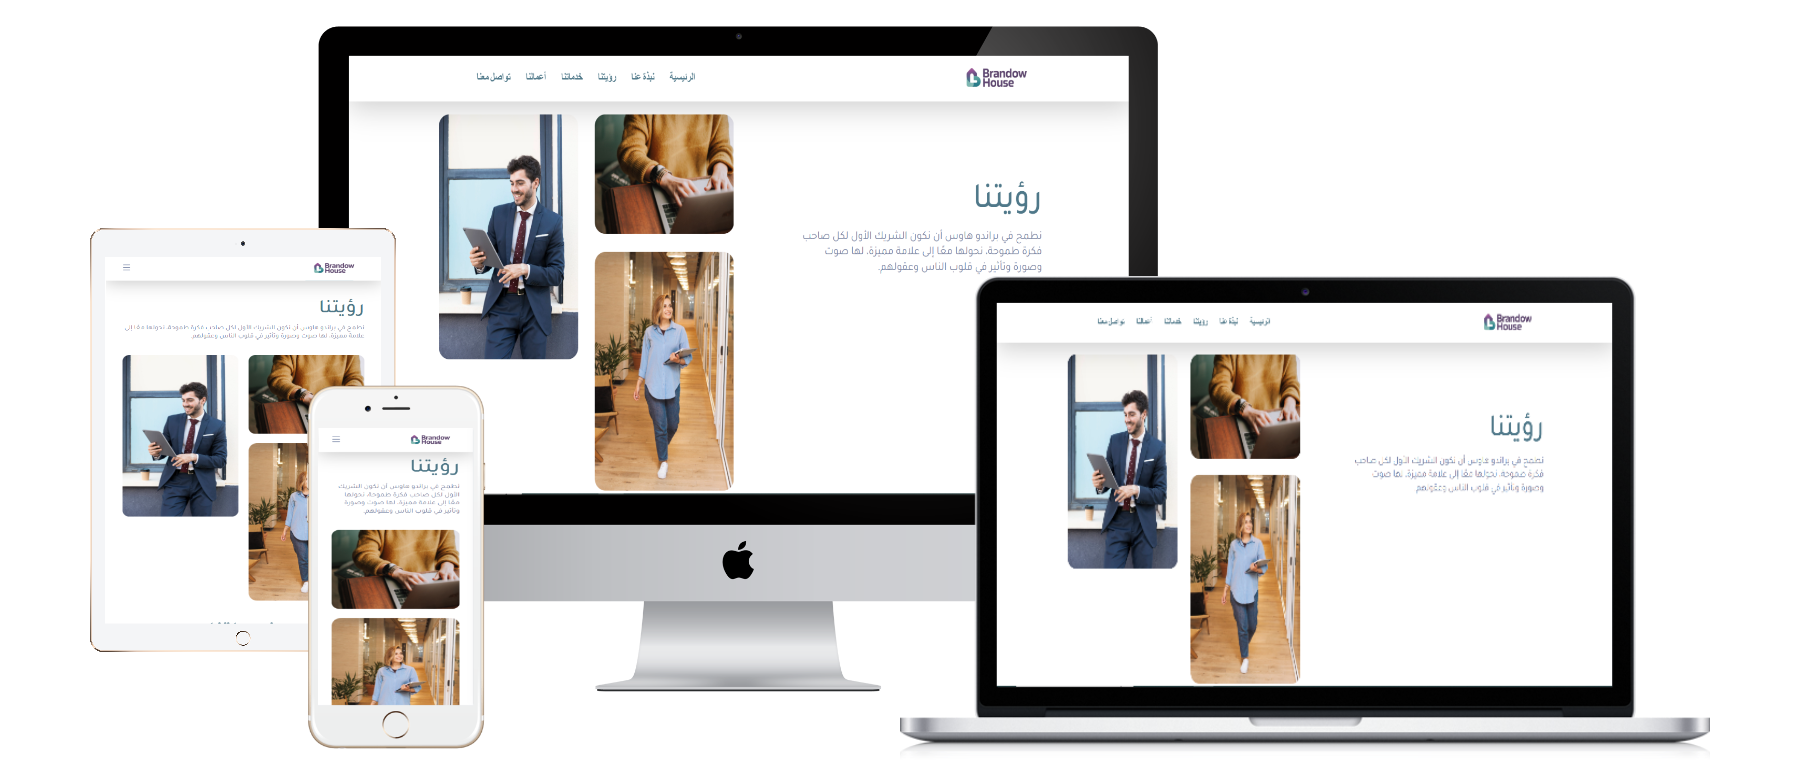 Brandow
House
الرئيسية نبذة عنا رؤيتنا خدماتنا أعمالنا تواصل معنا
رؤيتنا
نطمح في براندو هاوس أن نكون الشريك الأول لكل صاحب
فكرة طموحة، نحولها معًا إلى علامة مميزة، لها صوت
وصورة وتأثير في قلوب الناس وعقولهم.
Brandow
House
رؤيتنا
نطمح في براندو هاوس أن نكون الشريك الأول لكل صاحب فكرة طموحة، نحولها معًا إلى
علامة مميزة، لها صوت وصورة وتأثير في قلوب الناس وعقولهم.
Brandow
House
رؤيتنا
نطمح في براندو هاوس أن نكون الشريك
الأول لكل صاحب فكرة طموحة، نحولها
معًا إلى علامة مميزة، لها صوت وصورة
وتأثير في قلوب الناس وعقولهم.
Brandow
House
الرئيسية نبذة عنا رؤيتنا خدماتنا أعمالنا تواصل معنا
رؤيتنا
نطمح في براندو هاوس أن نكون الشريك الأول لكل صاحب
فكرة طموحة، نحولها معًا إلى علامة مميزة، لها صوت
وصورة وتأثير في قلوب الناس وعقولهم.